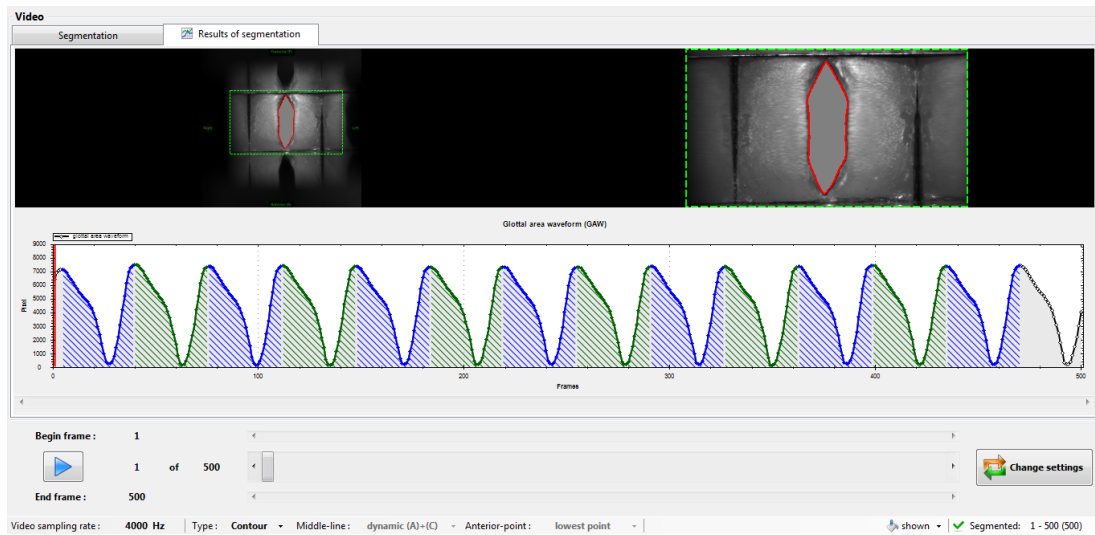 Video
Segmentation
Results of segmentation
Right
Left
Glottal area waveform (GAW)
glottal area waveform
9000
8000
7000
6000
5000
4000
3000
2000
1000
0
Pixel
0 100 200 300 400 500
Frames
Begin frame : 1
1 of 500
Change settings
End frame : 500
Video sampling rate : 4000 Hz Type : Contour Middle-line : dynamic (A)+(C) Anterior-point : lowest point shown Segmented: 1 - 500 (500)